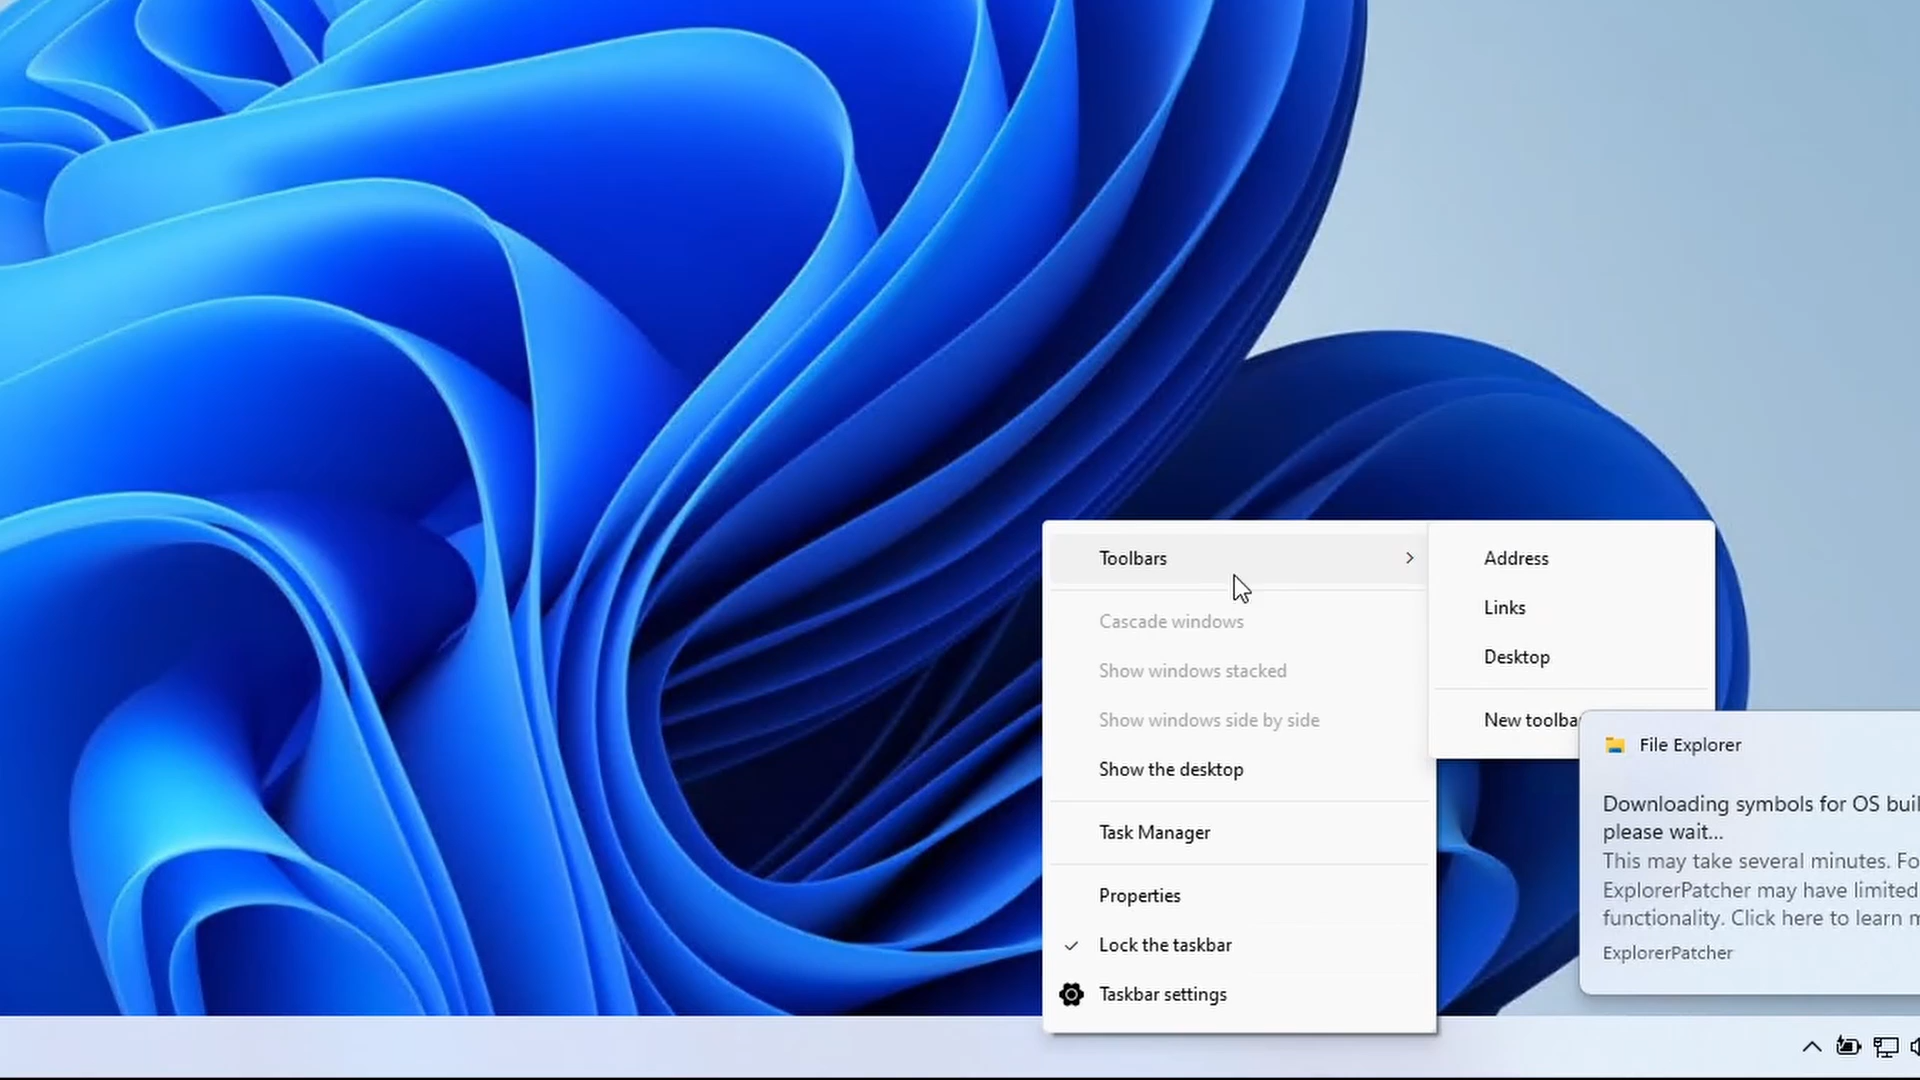 Toolbars
Cascade windows
Show windows stacked
Show windows side by side
Show the desktop
Task Manager
Properties
Lock the taskbar
Taskbar settings
Address
Links
Desktop
New
File Explorer
Downloading symbols for OS
please wait...
This may take several minutes.
ExplorerPatcher may have limited
functionality. Click here to learn
ExplorerPatcher